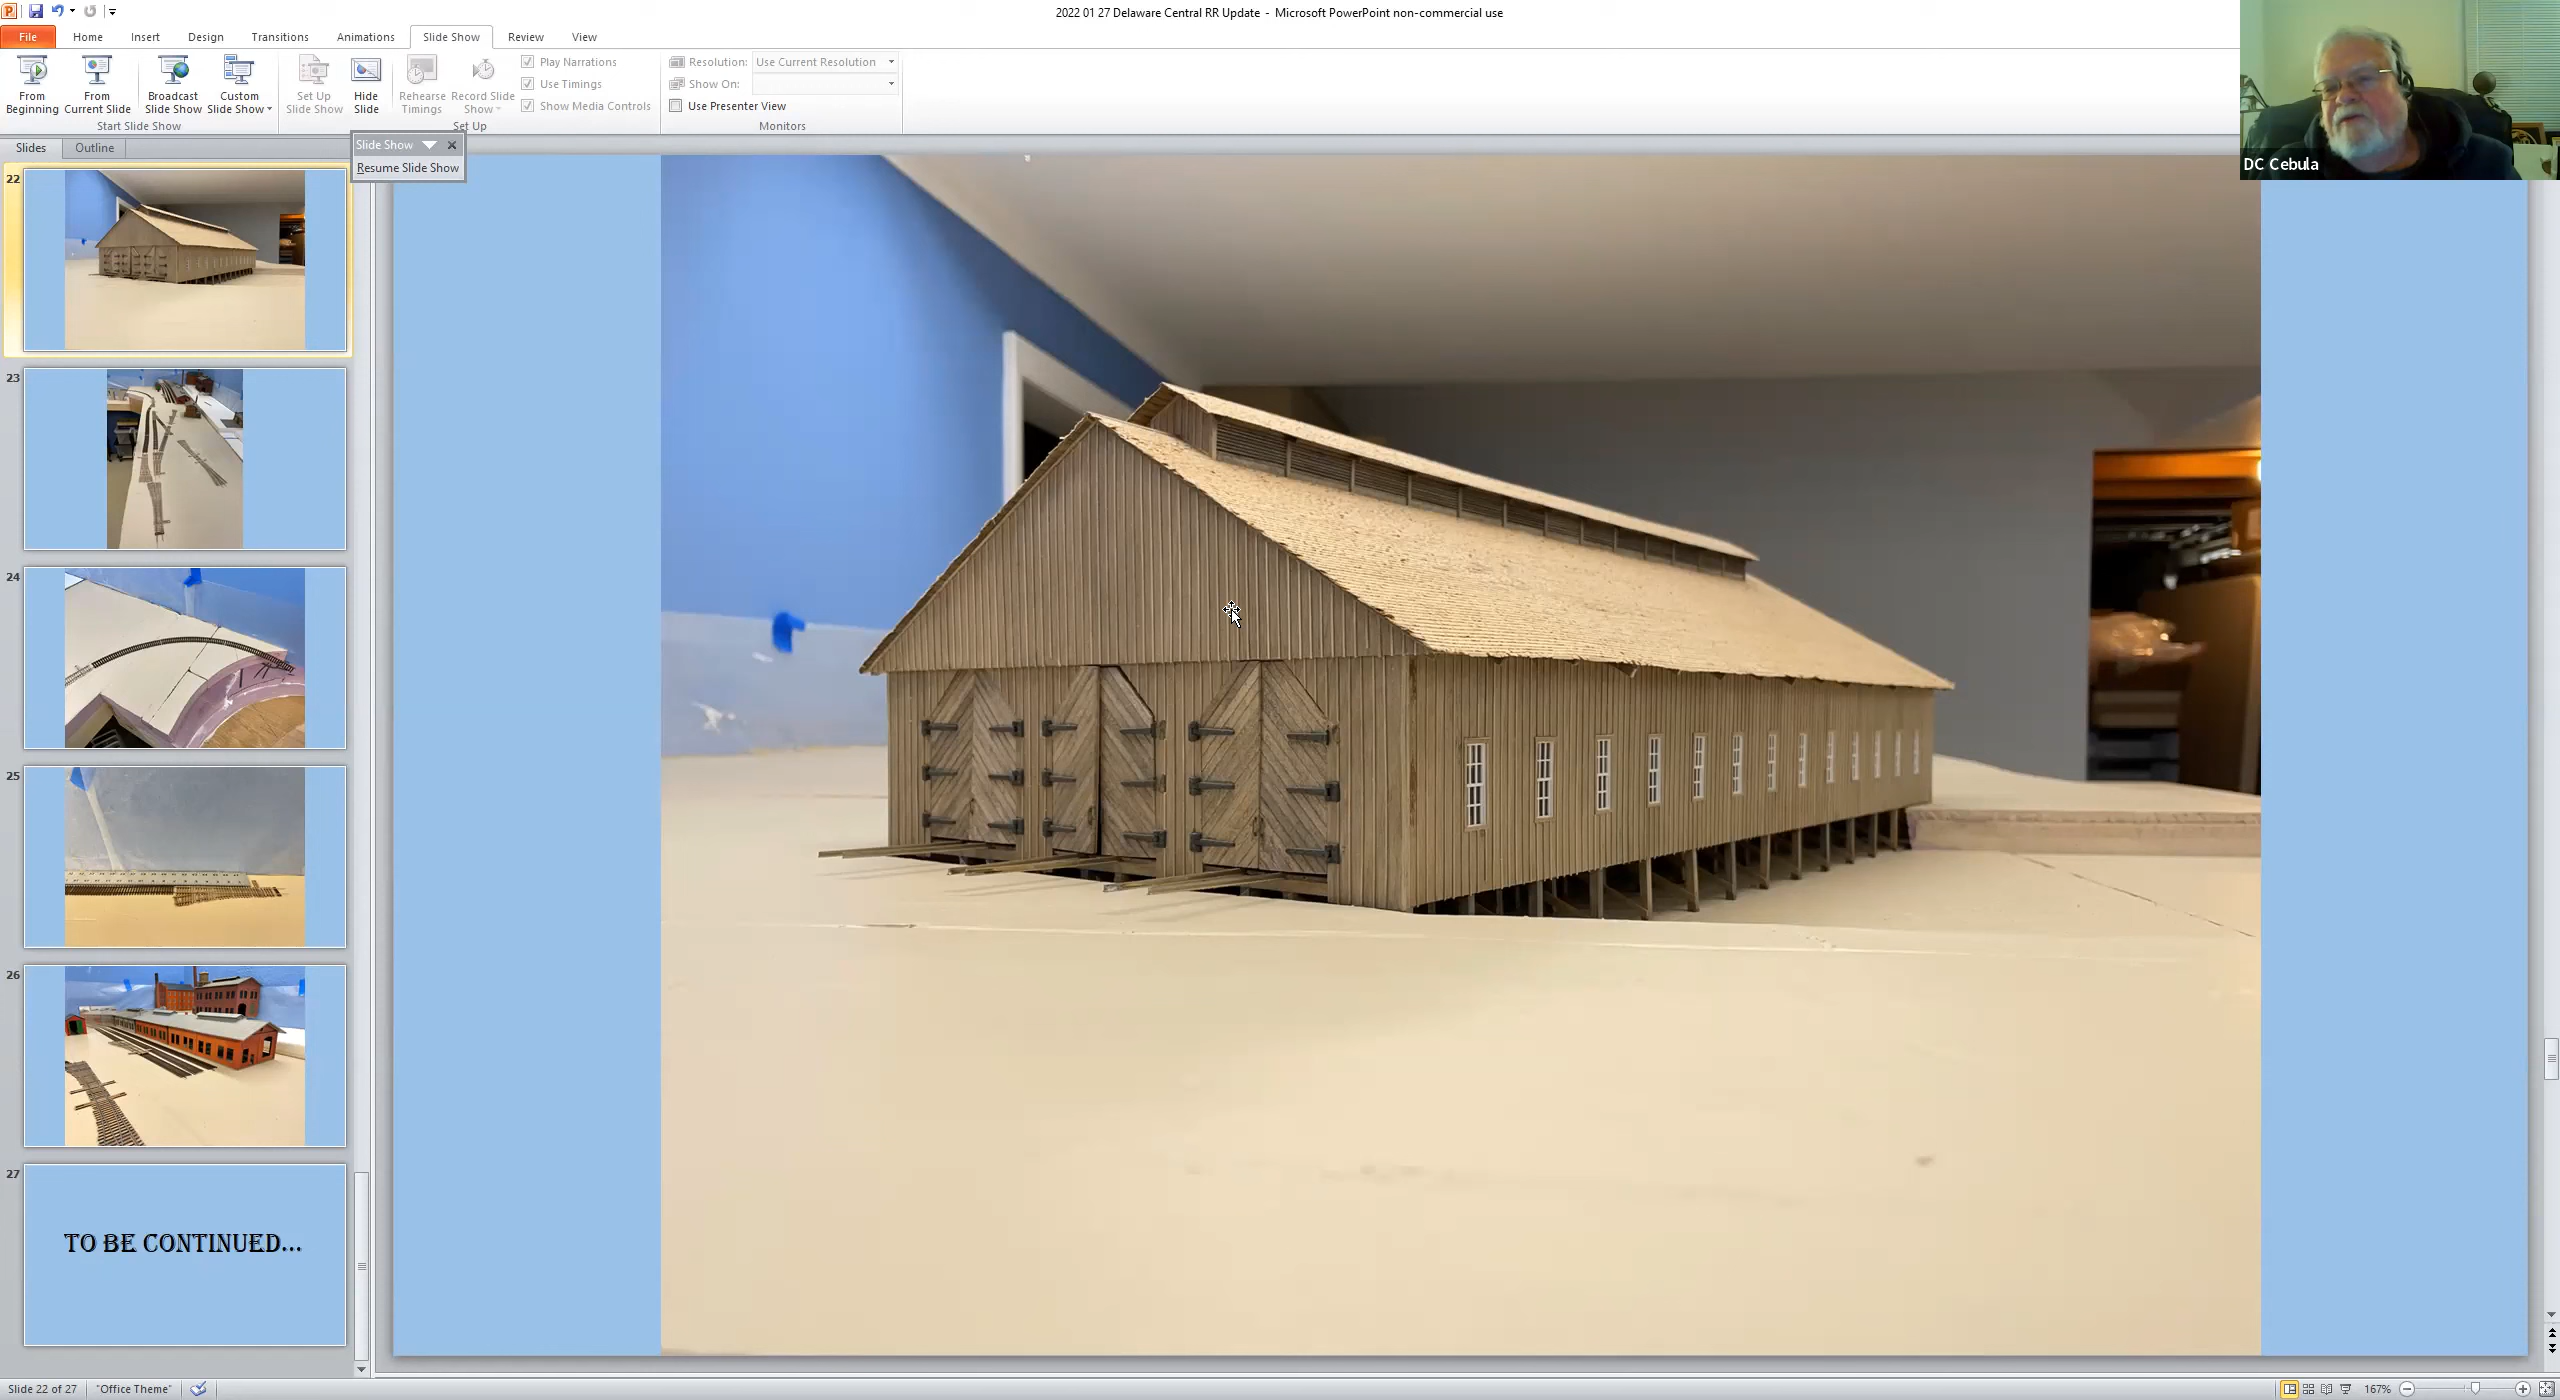 2022 01 27 Delaware Central RR Update - Microsoft PowerPoint non-commercial use
File Home Insert Design Transitions Animations Slide Show Review View
From Beginning
From Current Slide
Broadcast Slide Show
Custom Slide Show
Start Slide Show
Set Up Slide Show
Hide Slide
Rehearse Timings
Record Slide Show
Play Narrations
Use Timings
Show Media Controls
Set Up
Resolution: Use Current Resolution
Show On:
Use Presenter View
Monitors
DC Cebula
Slides Outline
Slide Show
Resume Slide Show
22
23
24
25
26
27
TO BE CONTINUED...
Slide 22 of 27 "Office Theme"
167%